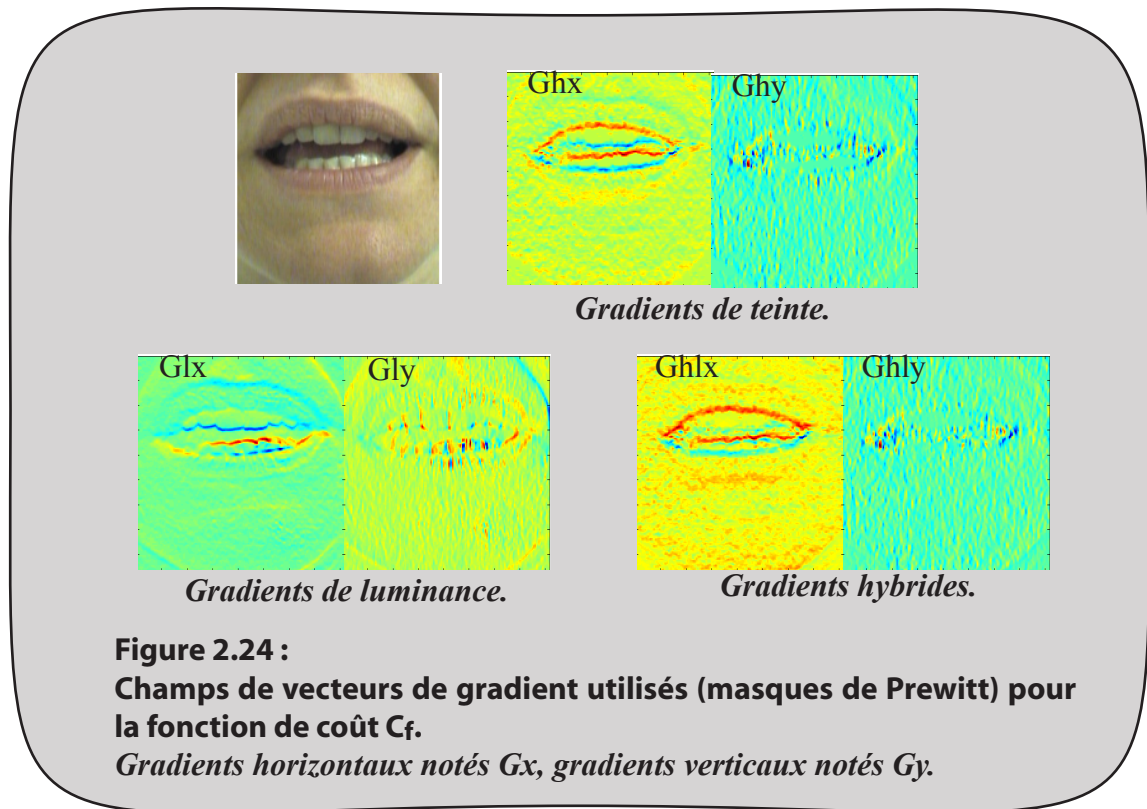 Ghx
Ghy
Gradients de teinte.
Glx
Gly
Ghlx
Ghly
Gradients de luminance.
Gradients hybrides.
Figure 2.24 :
Champs de vecteurs de gradient utilisés (masques de Prewitt) pour
la fonction de coût Cf.
Gradients horizontaux notés Gx, gradients verticaux notés Gy.